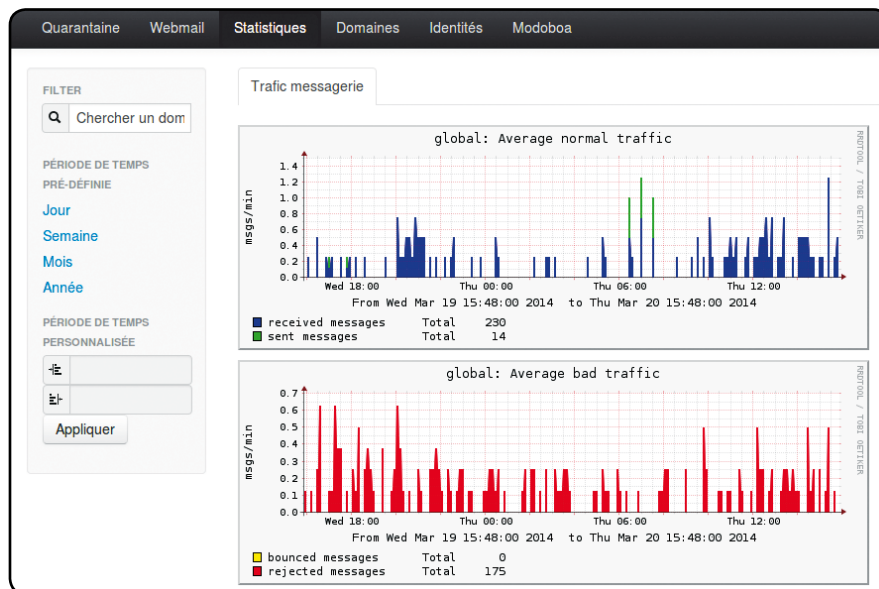 Quarantaine Webmail Statistiques Domaines Identités Modoboa
FILTER
Chercher un dom
PÉRIODE DE TEMPS
PRÉ-DÉFINIE
Jour
Semaine
Mois
Année
PÉRIODE DE TEMPS
PERSONNALISÉE
Appliquer
Trafic messagerie
global: Average normal traffic
RRDTOOL / TOBI OETIKER
msgs/min
1.4
1.2
1.0
0.8
0.6
0.4
0.2
0.0
Wed 18:00 Thu 00:00 Thu 06:00 Thu 12:00
From Wed Mar 19 15:48:00 2014 to Thu Mar 20 15:48:00 2014
received messages Total 230
sent messages Total 14
global: Average bad traffic
RRDTOOL / TOBI OETIKER
msgs/min
0.7
0.6
0.5
0.4
0.3
0.2
0.1
0.0
Wed 18:00 Thu 00:00 Thu 06:00 Thu 12:00
From Wed Mar 19 15:48:00 2014 to Thu Mar 20 15:48:00 2014
bounced messages Total 0
rejected messages Total 175